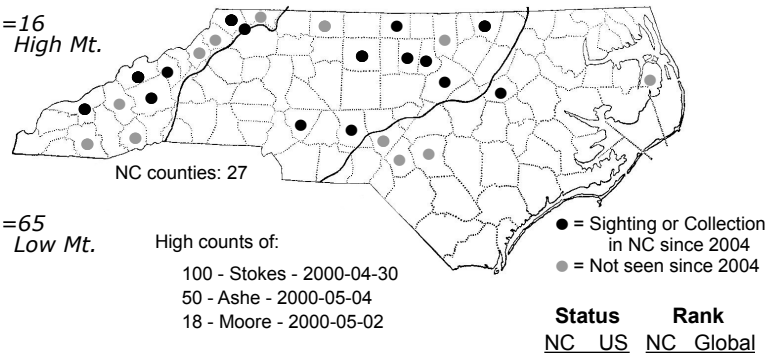 =16
High Mt.
NC counties: 27
=65
Low Mt.
High counts of:
100 - Stokes - 2000-04-30
50 - Ashe - 2000-05-04
18 - Moore - 2000-05-02
= Sighting or Collection
in NC since 2004
= Not seen since 2004
Status Rank
NC US NC Global